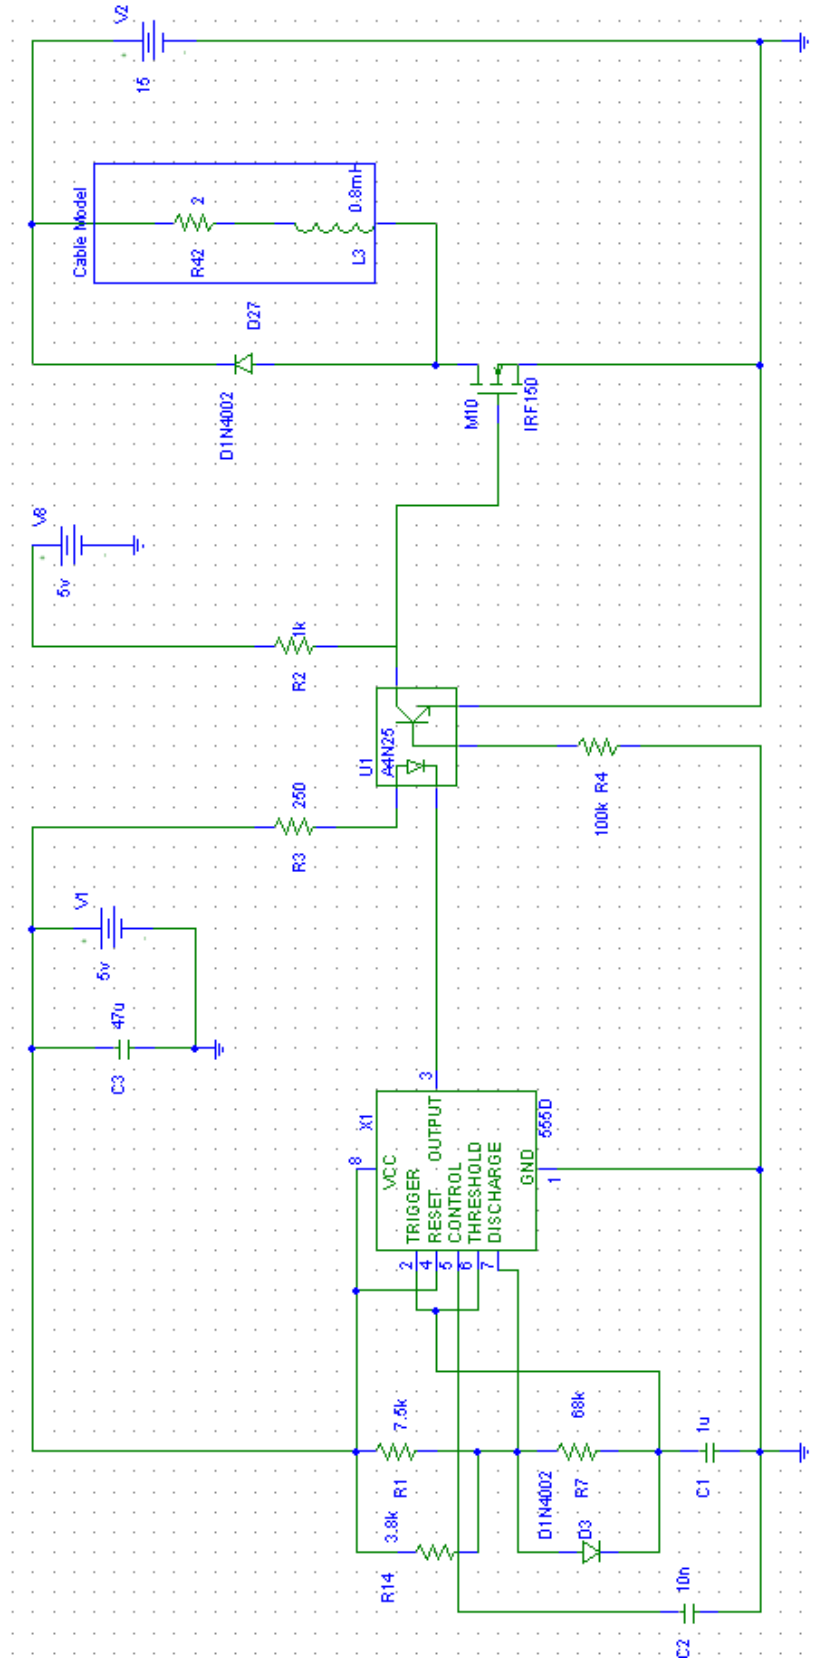 V2
15
Cable Model
R42
2
L3
0.8mH
D27
D1N4002
M10
IRF150
V8
5v
R2
1k
U1
A4N25
R4
100k
R3
250
V1
5v
C3
47u
X1
555D
8
VCC
3
OUTPUT
TRIGGER
RESET
CONTROL
THRESHOLD
DISCHARGE
GND
1
2
4
5
6
7
R1
7.5k
R14
3.8k
R7
68k
D1N4002
D3
C1
1u
C2
10n